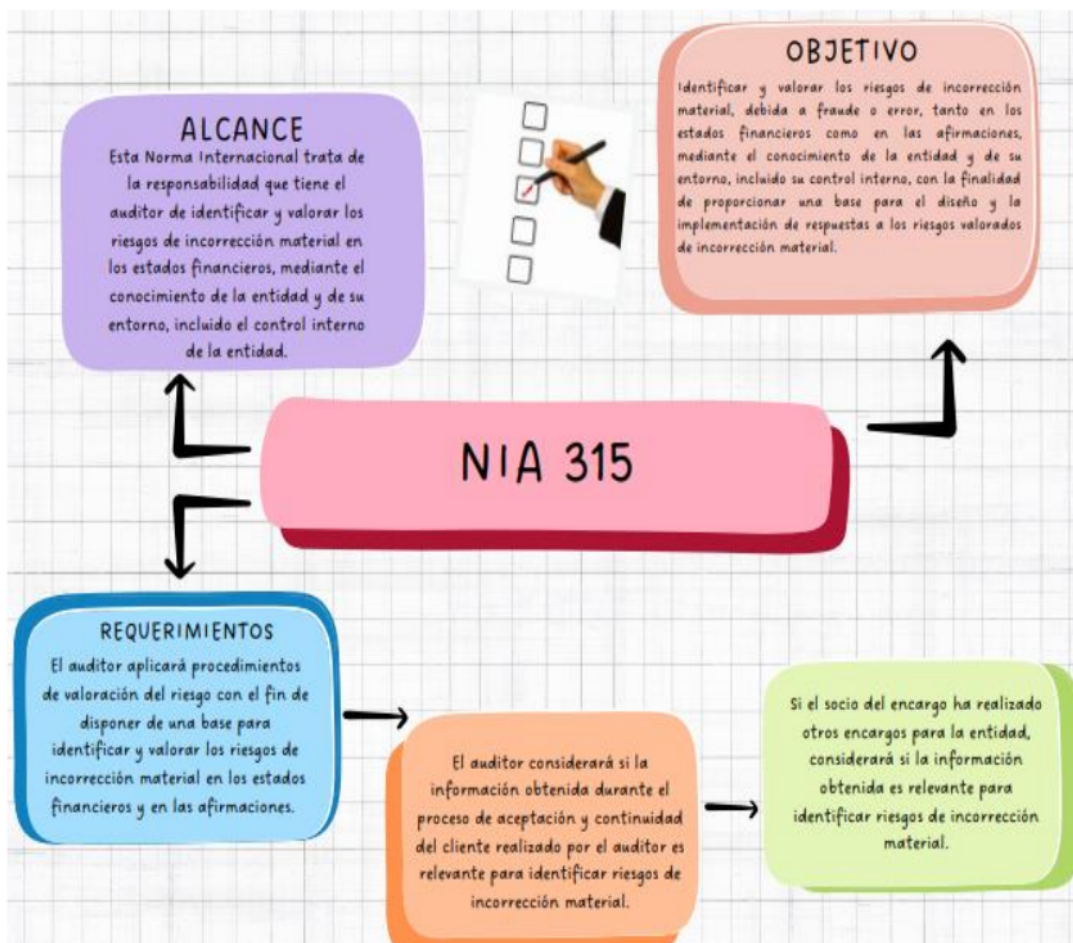 ALCANCE
Esta Norma Internacional trata de
la responsabilidad que tiene el
auditor de identificar y valorar los
riesgos de incorrección material en
los estados financieros, mediante el
conocimiento de la entidad y de su
entorno, incluido el control interno
de la entidad.
OBJETIVO
Identificar y valorar los riesgos de incorrección
material, debida a fraude o error, tanto en los
estados financieros como en las afirmaciones,
mediante el conocimiento de la entidad y de su
entorno, incluido su control interno, con la finalidad
de proporcionar una base para el diseño y la
implementación de respuestas a los riesgos valorados
de incorrección material.
NIA 315
REQUERIMIENTOS
El auditor aplicará procedimientos
de valoración del riesgo con el fin de
disponer de una base para
identificar y valorar los riesgos de
incorrección material en los estados
financieros y en las afirmaciones.
El auditor considerará si la
información obtenida durante el
proceso de aceptación y continuidad
del cliente realizado por el auditor es
relevante para identificar riesgos de
incorrección material.
Si el socio del encargo ha realizado
otros encargos para la entidad,
considerará si la información
obtenida es relevante para
identificar riesgos de incorrección
material.